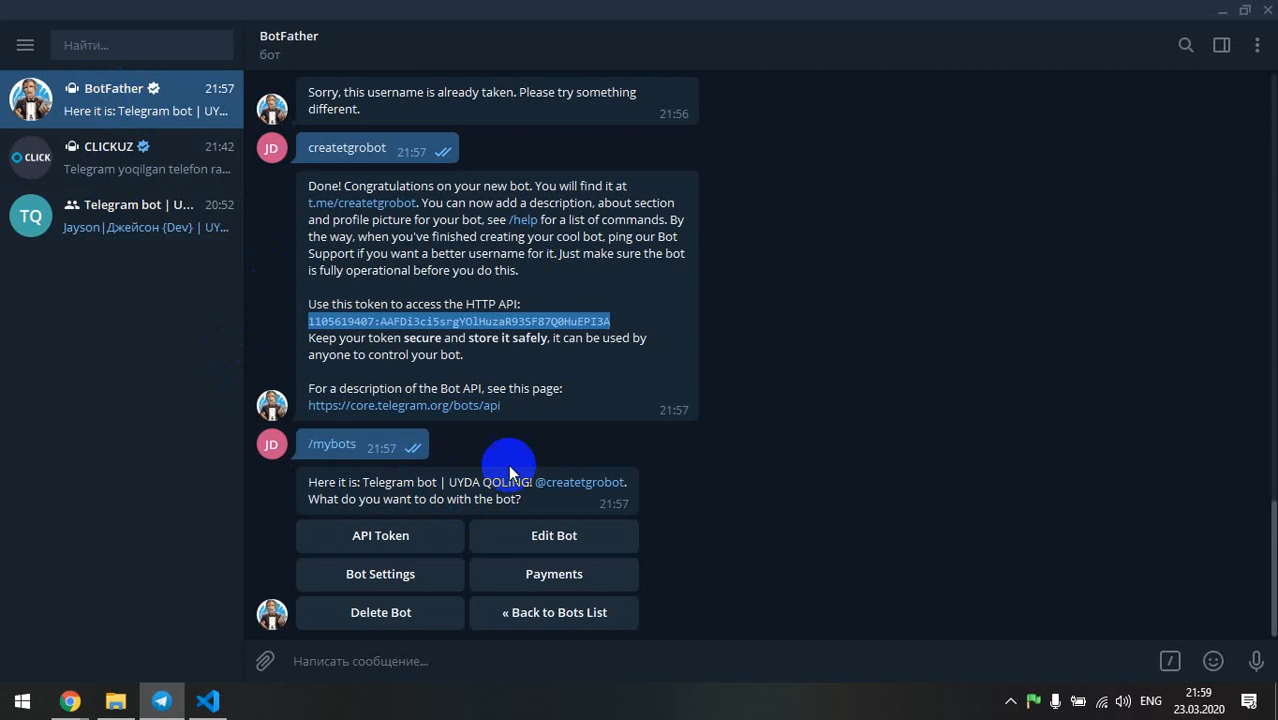 Найти...
BotFather 21:57
Here it is: Telegram bot | UY...
CLICK
CLICKUZ 21:42
Telegram yoqilgan telefon ra...
TQ
Telegram bot | U... 20:52
Jayson|Джейсон {Dev} | UY...
BotFather
бот
Sorry, this username is already taken. Please try something
different.
21:56
JD
createtgrobot 21:57
Done! Congratulations on your new bot. You will find it at
t.me/createtgrobot. You can now add a description, about section
and profile picture for your bot, see /help for a list of commands. By
the way, when you've finished creating your cool bot, ping our Bot
Support if you want a better username for it. Just make sure the bot
is fully operational before you do this.
Use this token to access the HTTP API:
1105619407:AAFDi3ci5srgYOlHuzaR93SF87Q0HuEPI3A
Keep your token secure and store it safely, it can be used by
anyone to control your bot.
For a description of the Bot API, see this page:
https://core.telegram.org/bots/api
21:57
JD
/mybots 21:57
Here it is: Telegram bot | UYDA QOLING! @createtgrobot.
What do you want to do with the bot?
21:57
API Token
Edit Bot
Bot Settings
Payments
Delete Bot
« Back to Bots List
Написать сообщение...
ENG
21:59
23.03.2020